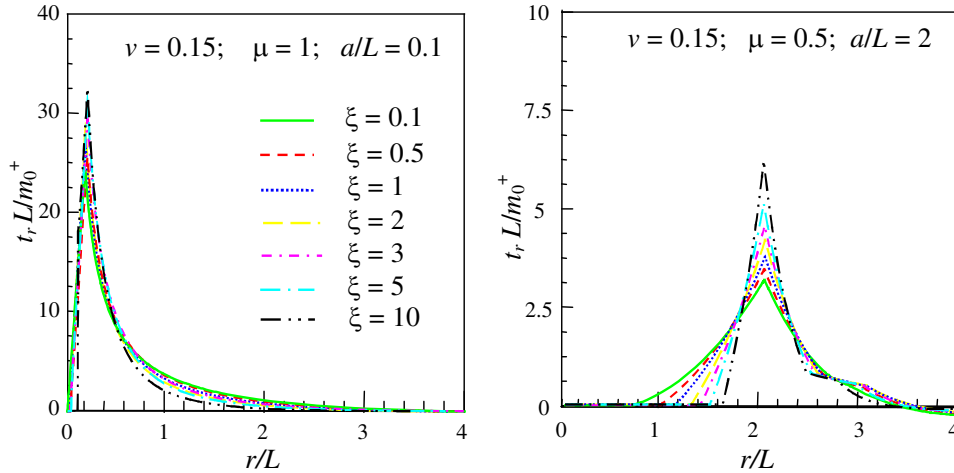 ν = 0.15; μ = 1; a/L = 0.1
40
30
20
10
0
t_r L/m_0^+
ξ = 0.1
ξ = 0.5
ξ = 1
ξ = 2
ξ = 3
ξ = 5
ξ = 10
0 1 2 3 4
r/L
ν = 0.15; μ = 0.5; a/L = 2
10
7.5
5
2.5
0
t_r L/m_0^+
0 1 2 3 4
r/L